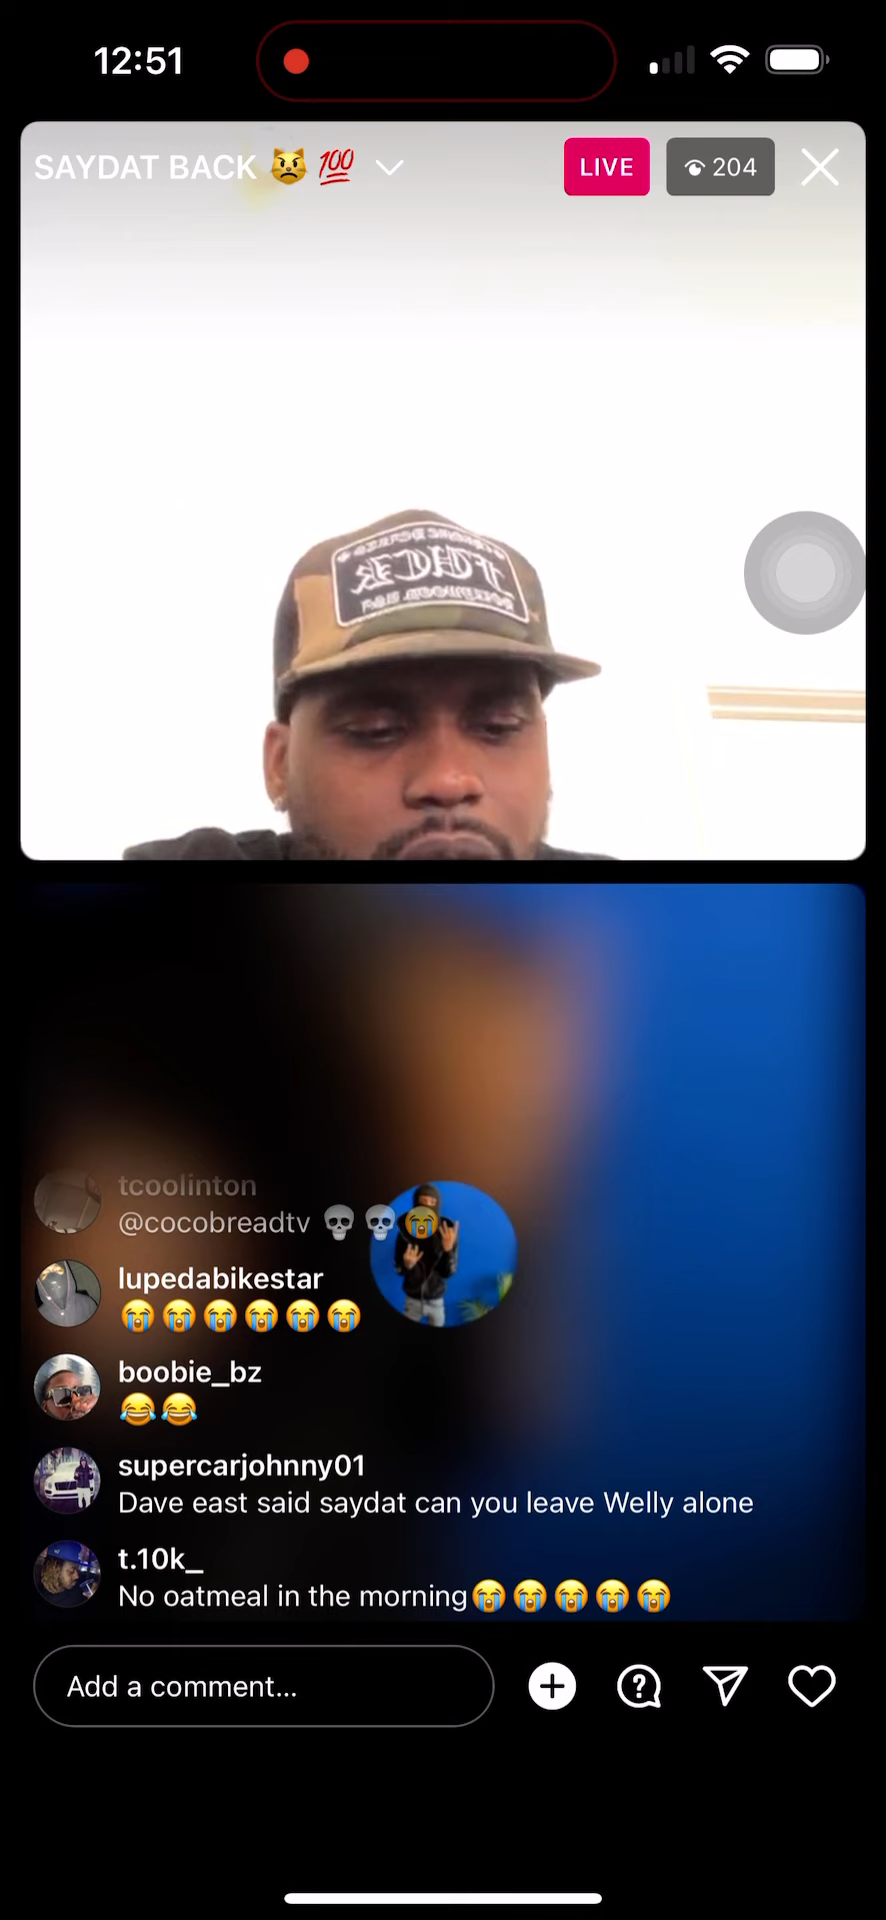 12:51
SAYDAT BACK 😾 💯
LIVE
204
tcoolinton
@cocobreadtv 💀💀😭
lupedabikestar
😭😭😭😭😭😭
boobie_bz
😂😂
supercarjohnny01
Dave east said saydat can you leave Welly alone
t.10k_
No oatmeal in the morning😭😭😭😭😭
Add a comment...